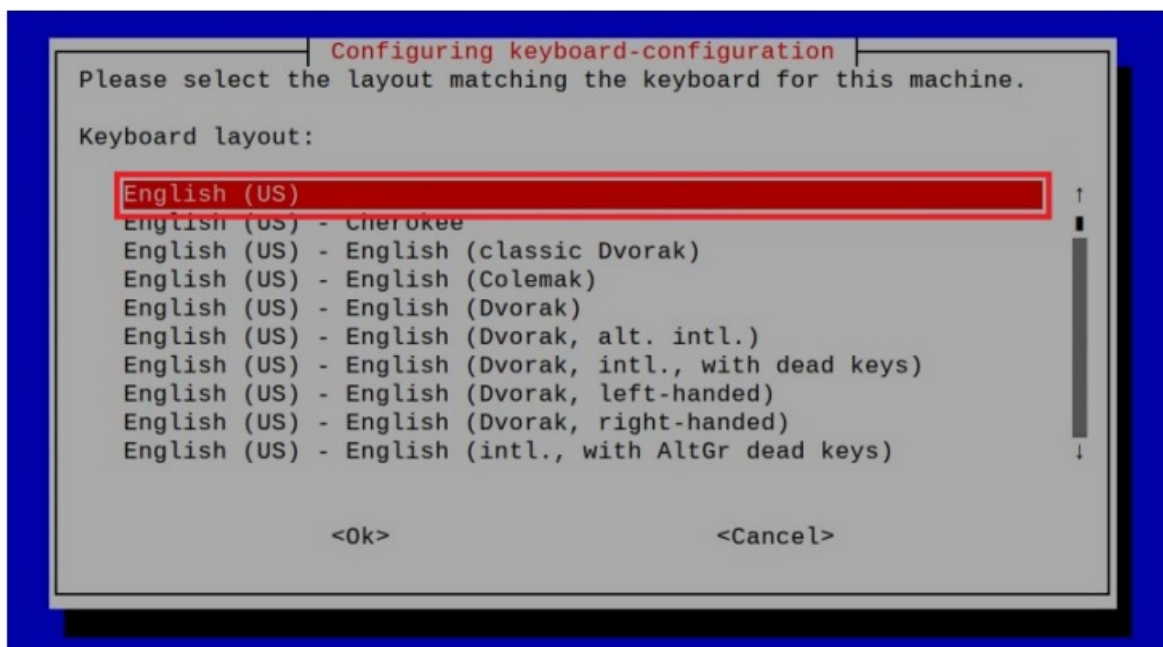 Configuring keyboard-configuration
Please select the layout matching the keyboard for this machine.
Keyboard layout:
English (US)
English (US) - Cherokee
English (US) - English (classic Dvorak)
English (US) - English (Colemak)
English (US) - English (Dvorak)
English (US) - English (Dvorak, alt. intl.)
English (US) - English (Dvorak, intl., with dead keys)
English (US) - English (Dvorak, left-handed)
English (US) - English (Dvorak, right-handed)
English (US) - English (intl., with AltGr dead keys)
<Ok> <Cancel>